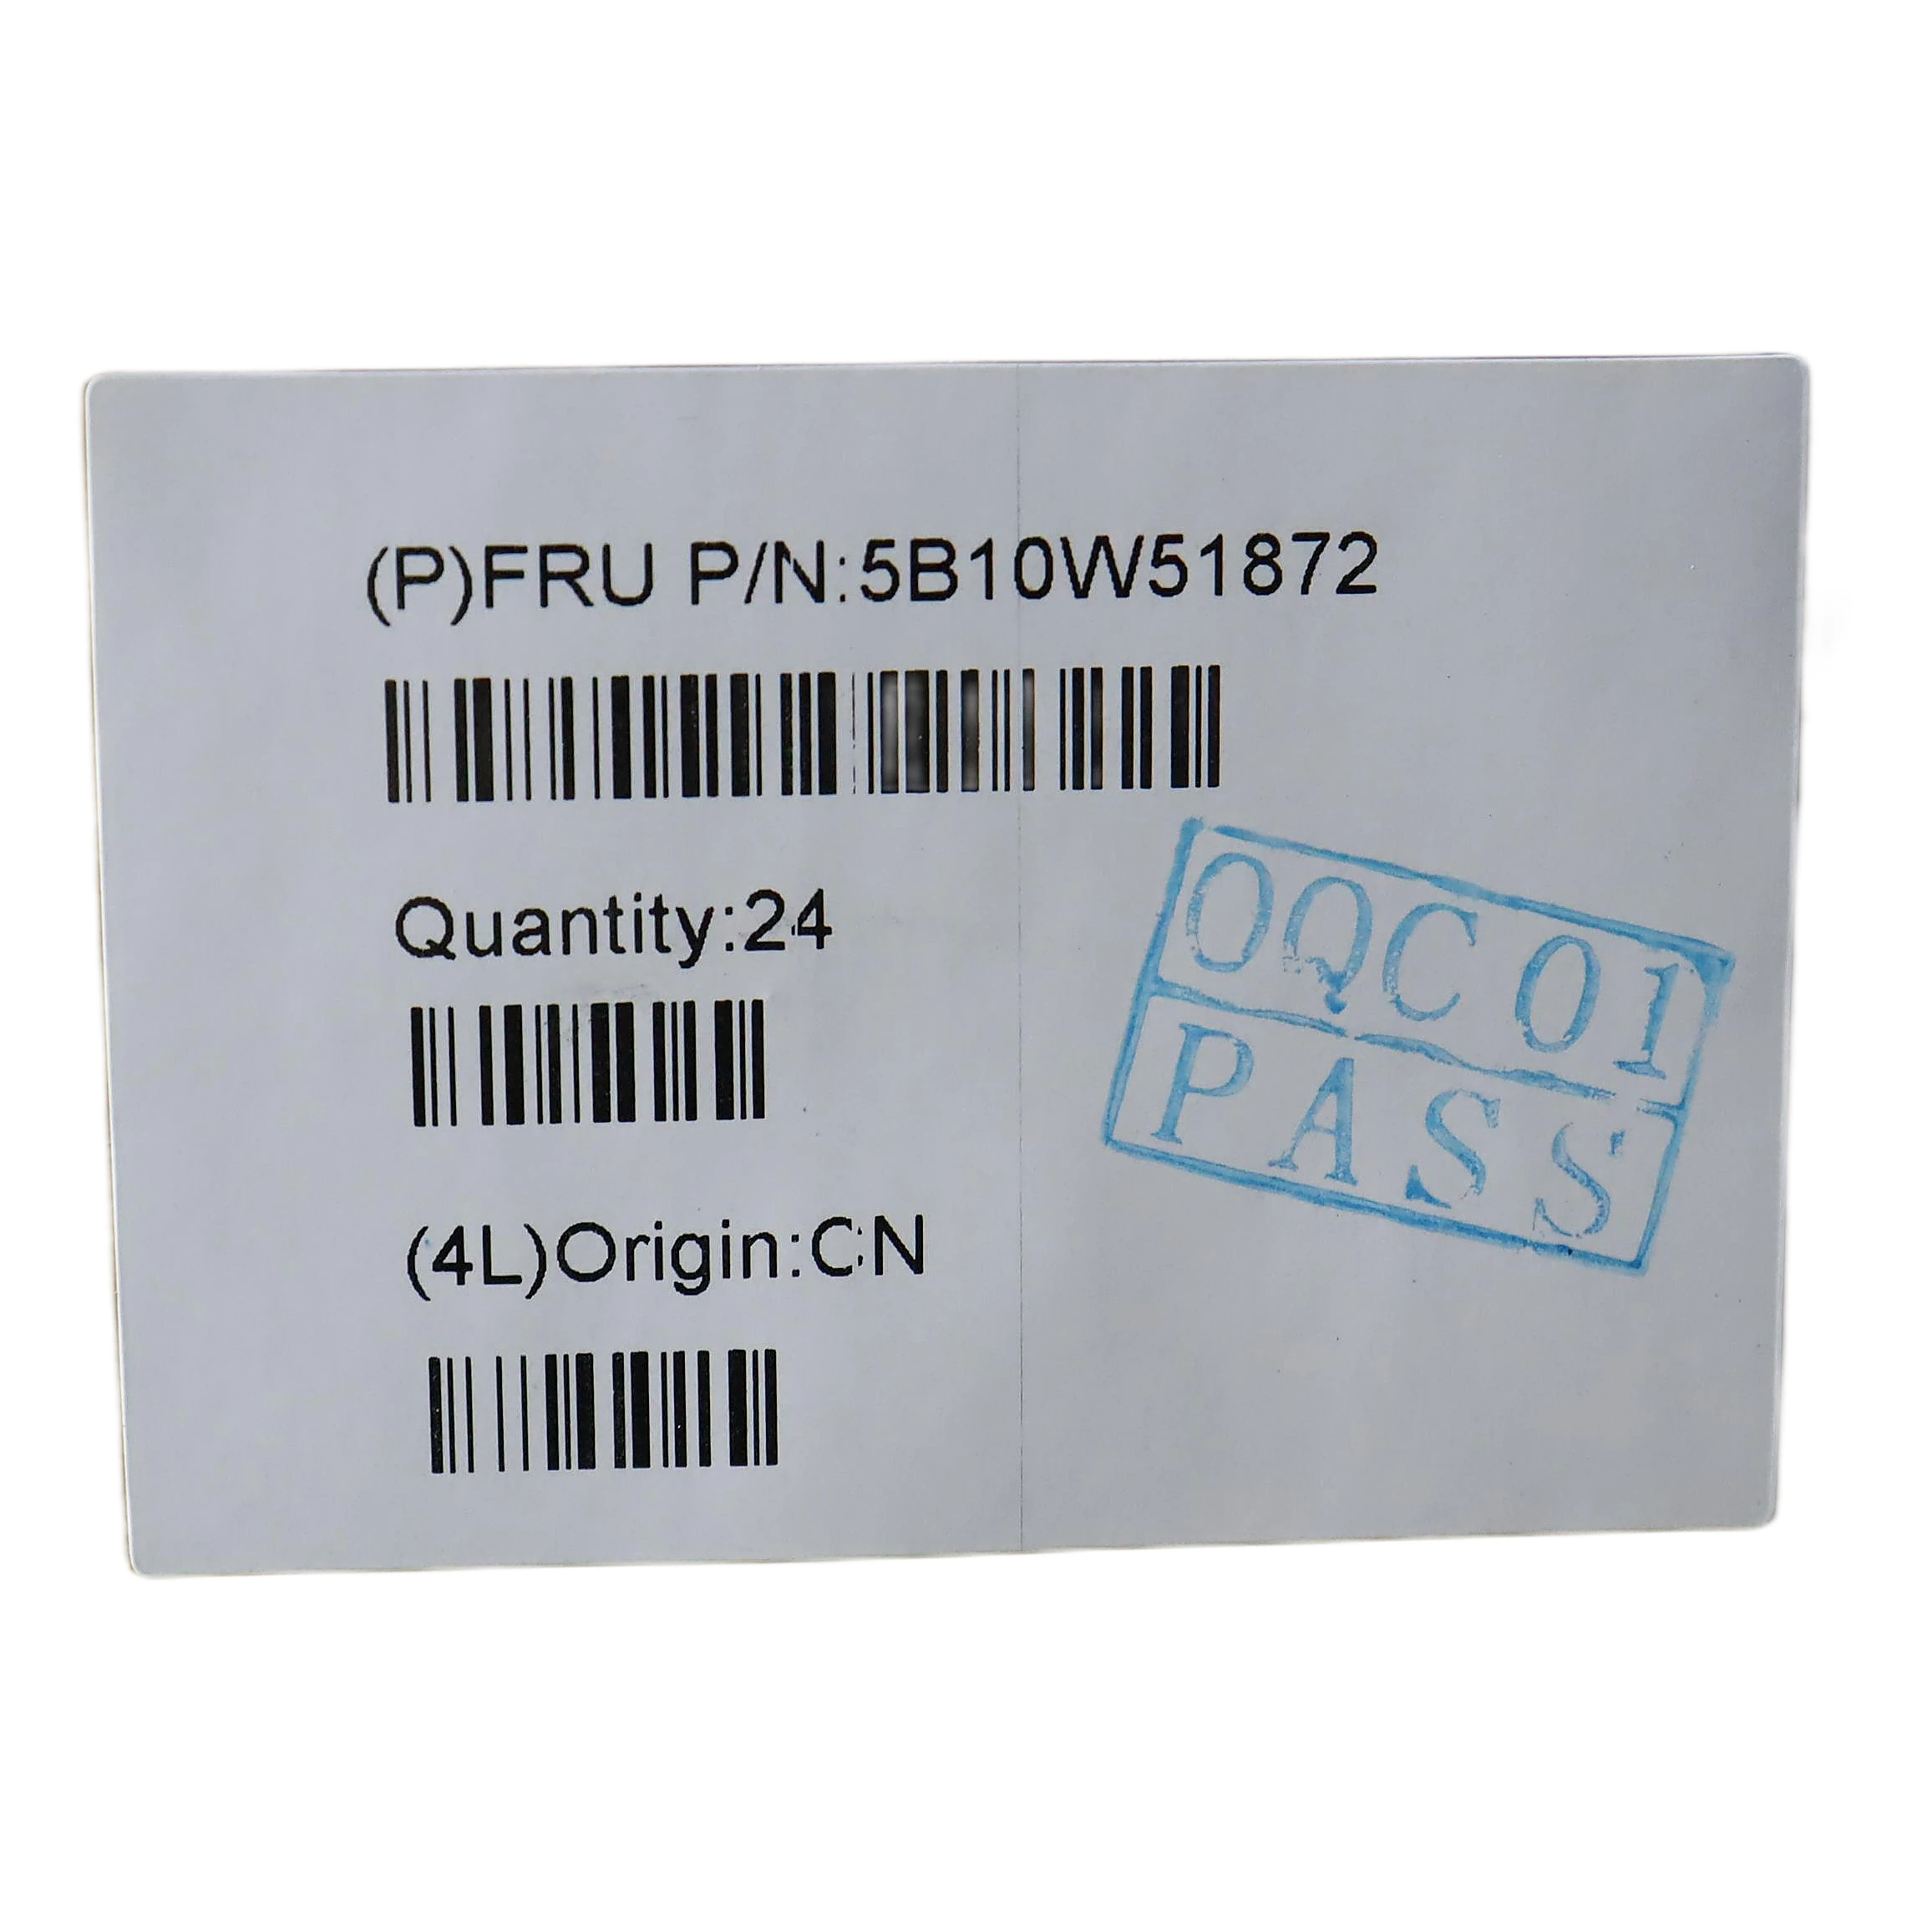 (P)FRU P/N:5B10W51872
Quantity:24
OQC 01
PASS
(4L)Origin:CN